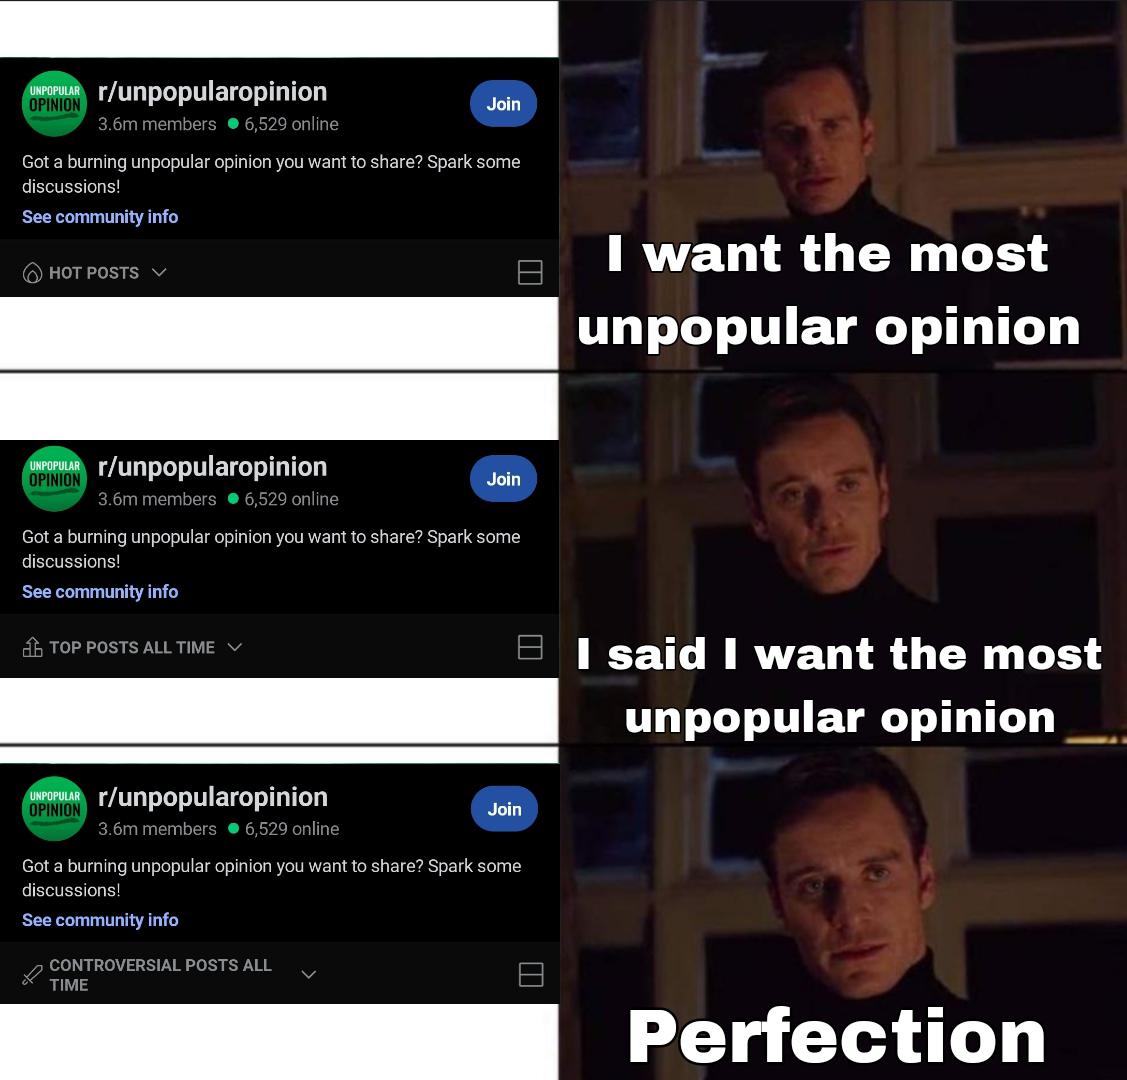 UNPOPULAR
OPINION
r/unpopularopinion
Join
3.6m members 6,529 online
Got a burning unpopular opinion you want to share? Spark some
discussions!
See community info
HOT POSTS
I want the most
unpopular opinion
UNPOPULAR
OPINION
r/unpopularopinion
Join
3.6m members 6,529 online
Got a burning unpopular opinion you want to share? Spark some
discussions!
See community info
TOP POSTS ALL TIME
I said I want the most
unpopular opinion
UNPOPULAR
OPINION
r/unpopularopinion
Join
3.6m members 6,529 online
Got a burning unpopular opinion you want to share? Spark some
discussions!
See community info
CONTROVERSIAL POSTS ALL
TIME
Perfection